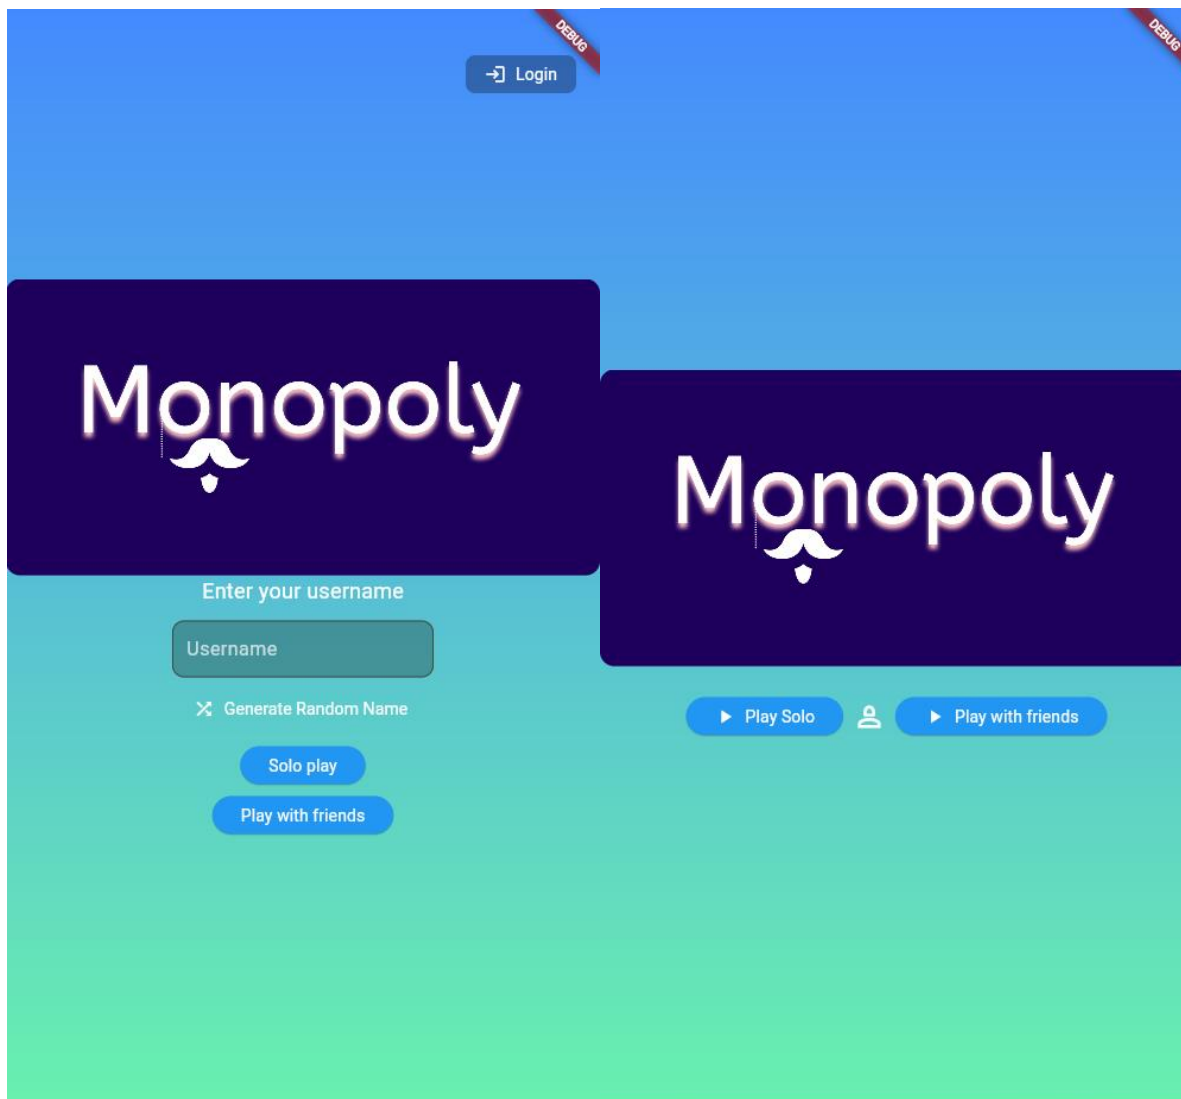 DEBUG
Login
Monopoly
Enter your username
Username
Generate Random Name
Solo play
Play with friends
DEBUG
Monopoly
Play Solo
Play with friends